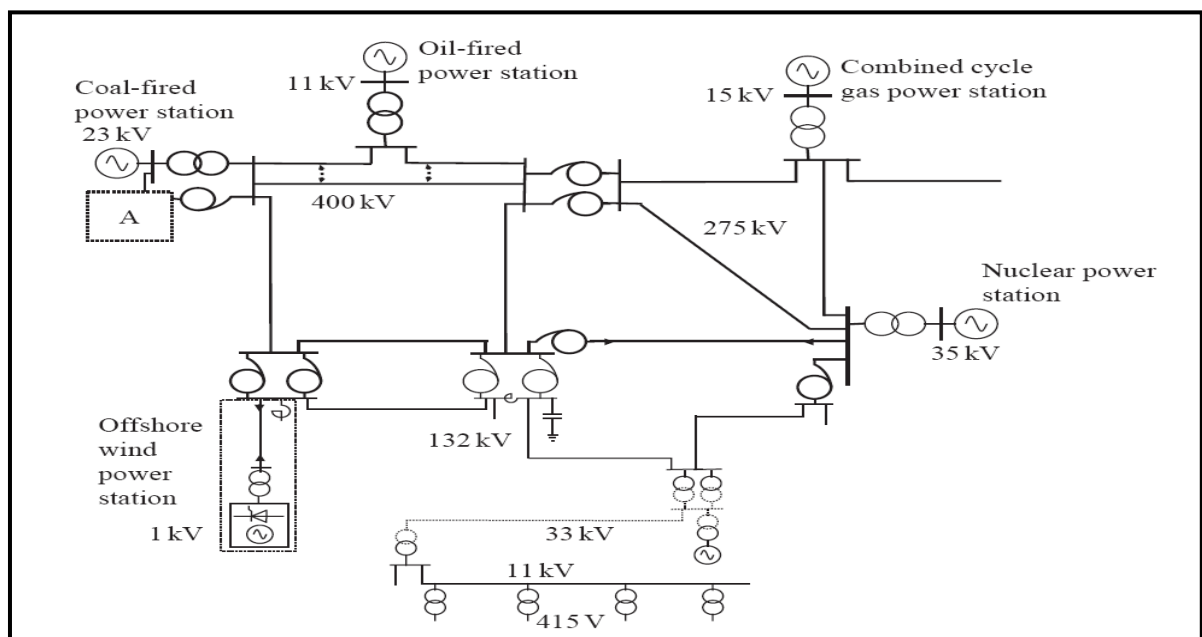 Oil-fired
power station
11 kV
Coal-fired
power station
23 kV
A
Combined cycle
gas power station
15 kV
400 kV
275 kV
Nuclear power
station
35 kV
Offshore
wind
power
station
1 kV
132 kV
33 kV
11 kV
415 V